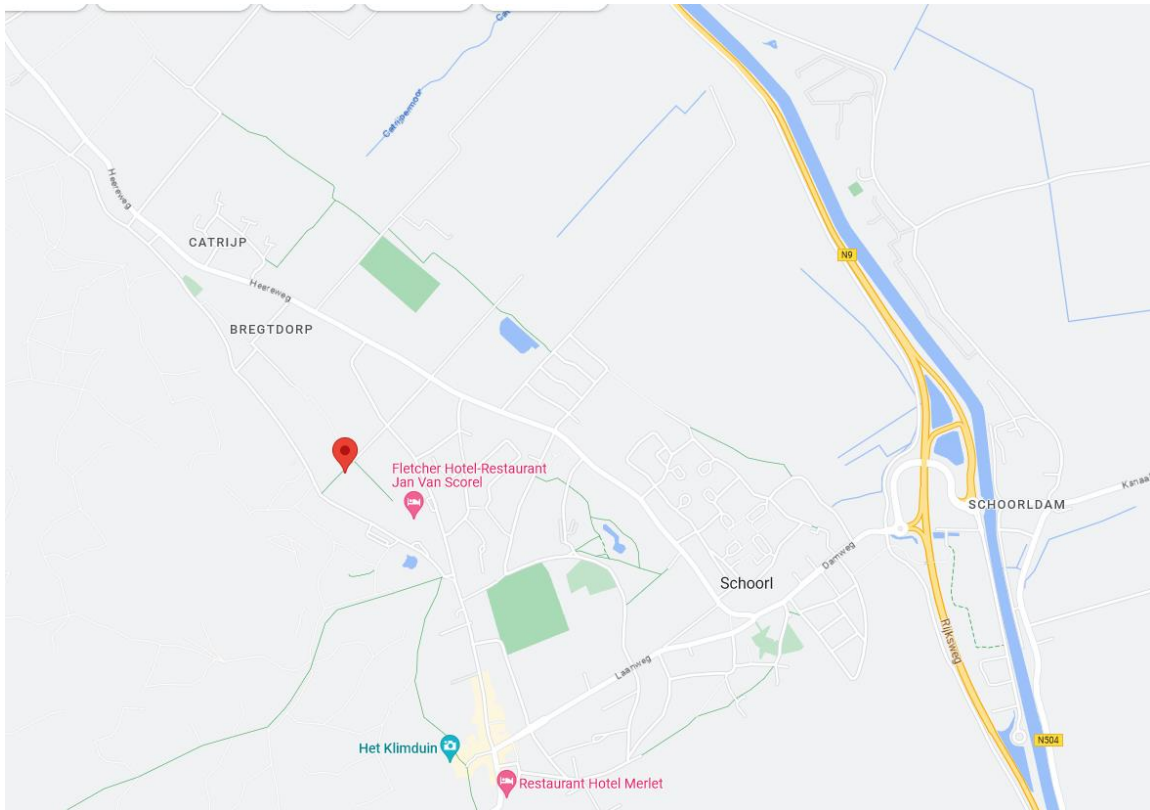 Catrijpermoor
Heereweg
CATRIJP
Heereweg
BREGTDORP
N9
Fletcher Hotel-Restaurant
Jan Van Scorel
SCHOORLDAM
Damweg
Schoorl
Rijksweg
Laanweg
N504
Het Klimduin
Restaurant Hotel Merlet